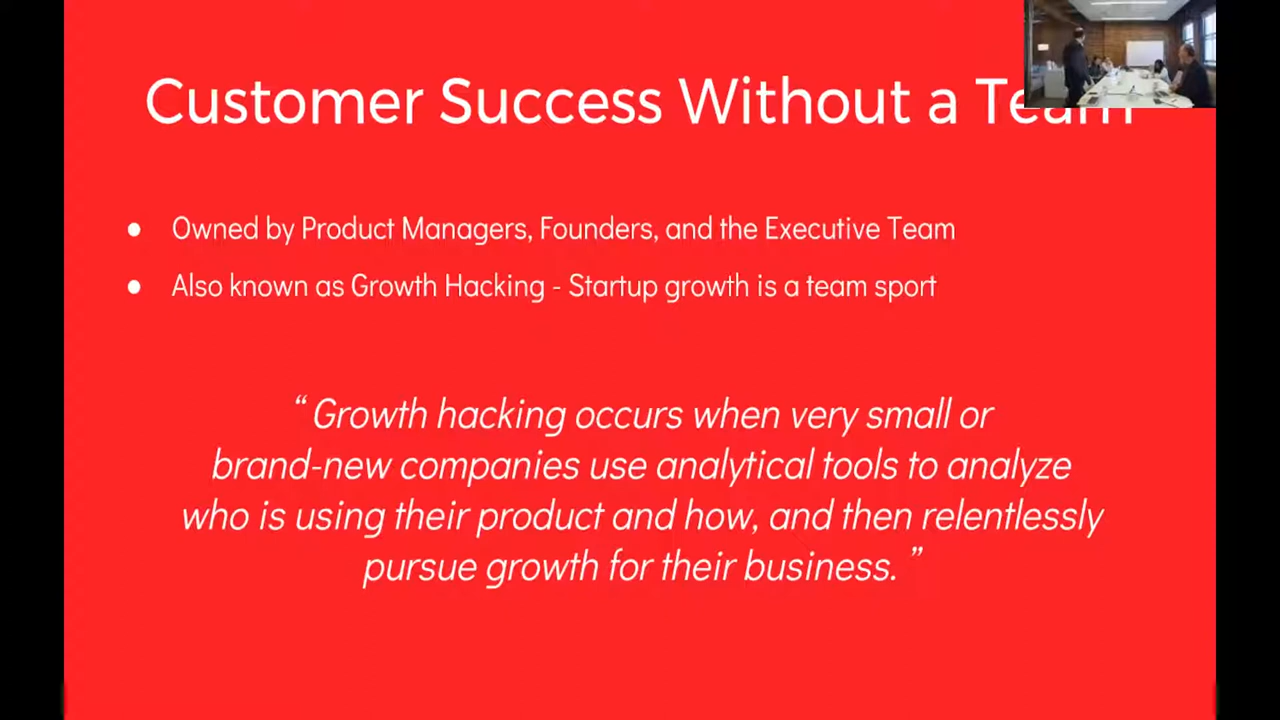 Customer Success Without a Team
● Owned by Product Managers, Founders, and the Executive Team
● Also known as Growth Hacking - Startup growth is a team sport
“ Growth hacking occurs when very small or
brand-new companies use analytical tools to analyze
who is using their product and how, and then relentlessly
pursue growth for their business. ”